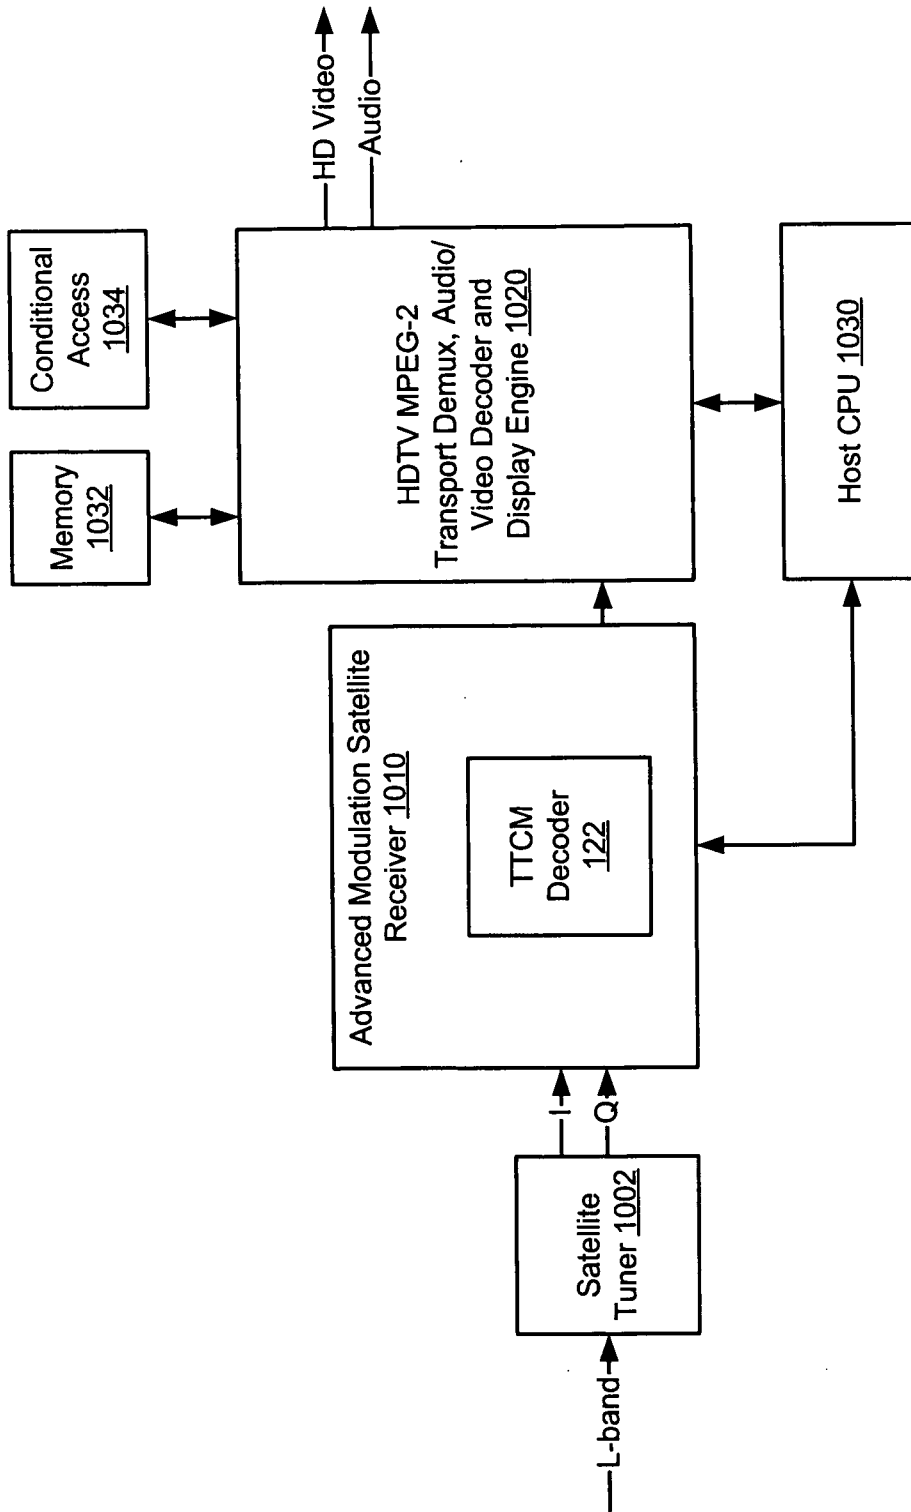 L-band
Satellite
Tuner 1002
I
Q
Advanced Modulation Satellite
Receiver 1010
TTCM
Decoder
122
HDTV MPEG-2
Transport Demux, Audio/
Video Decoder and
Display Engine 1020
Memory
1032
Conditional
Access
1034
HD Video
Audio
Host CPU 1030